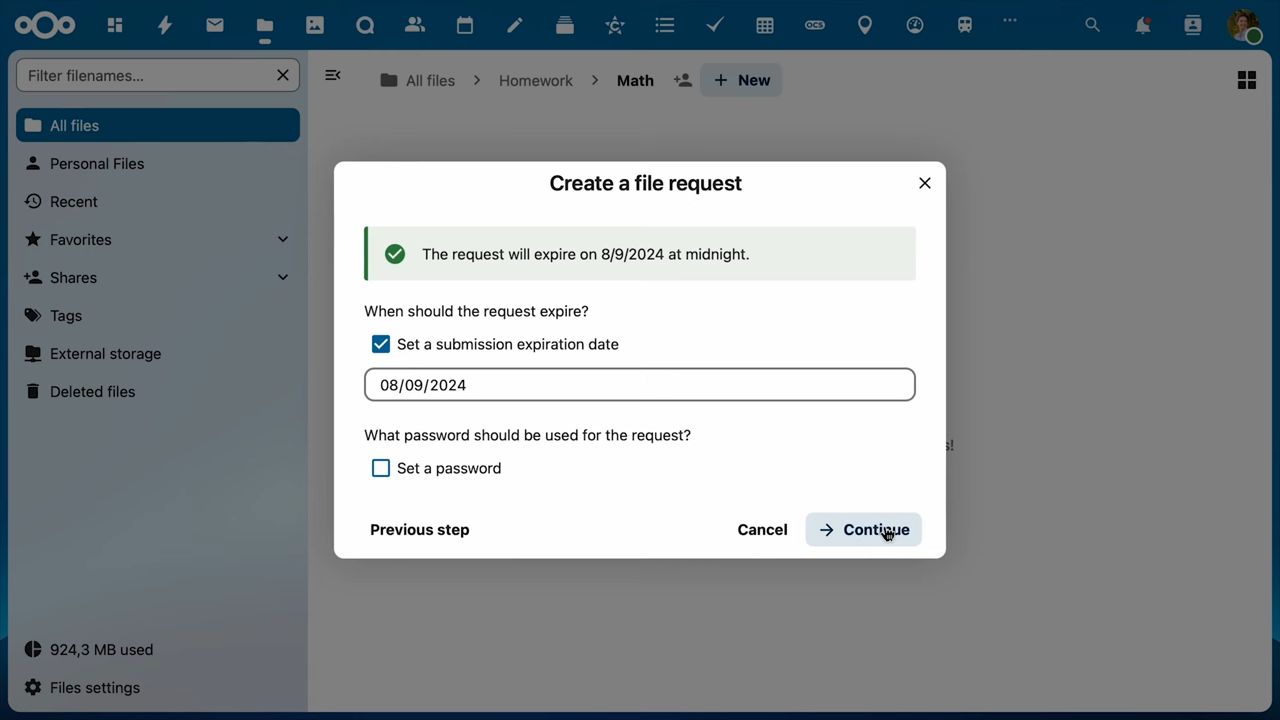 Filter filenames...
All files > Homework > Math
New
All files
Personal Files
Recent
Favorites
Shares
Tags
External storage
Deleted files
924,3 MB used
Files settings
Create a file request
The request will expire on 8/9/2024 at midnight.
When should the request expire?
Set a submission expiration date
08/09/2024
What password should be used for the request?
Set a password
Previous step
Cancel
Continue